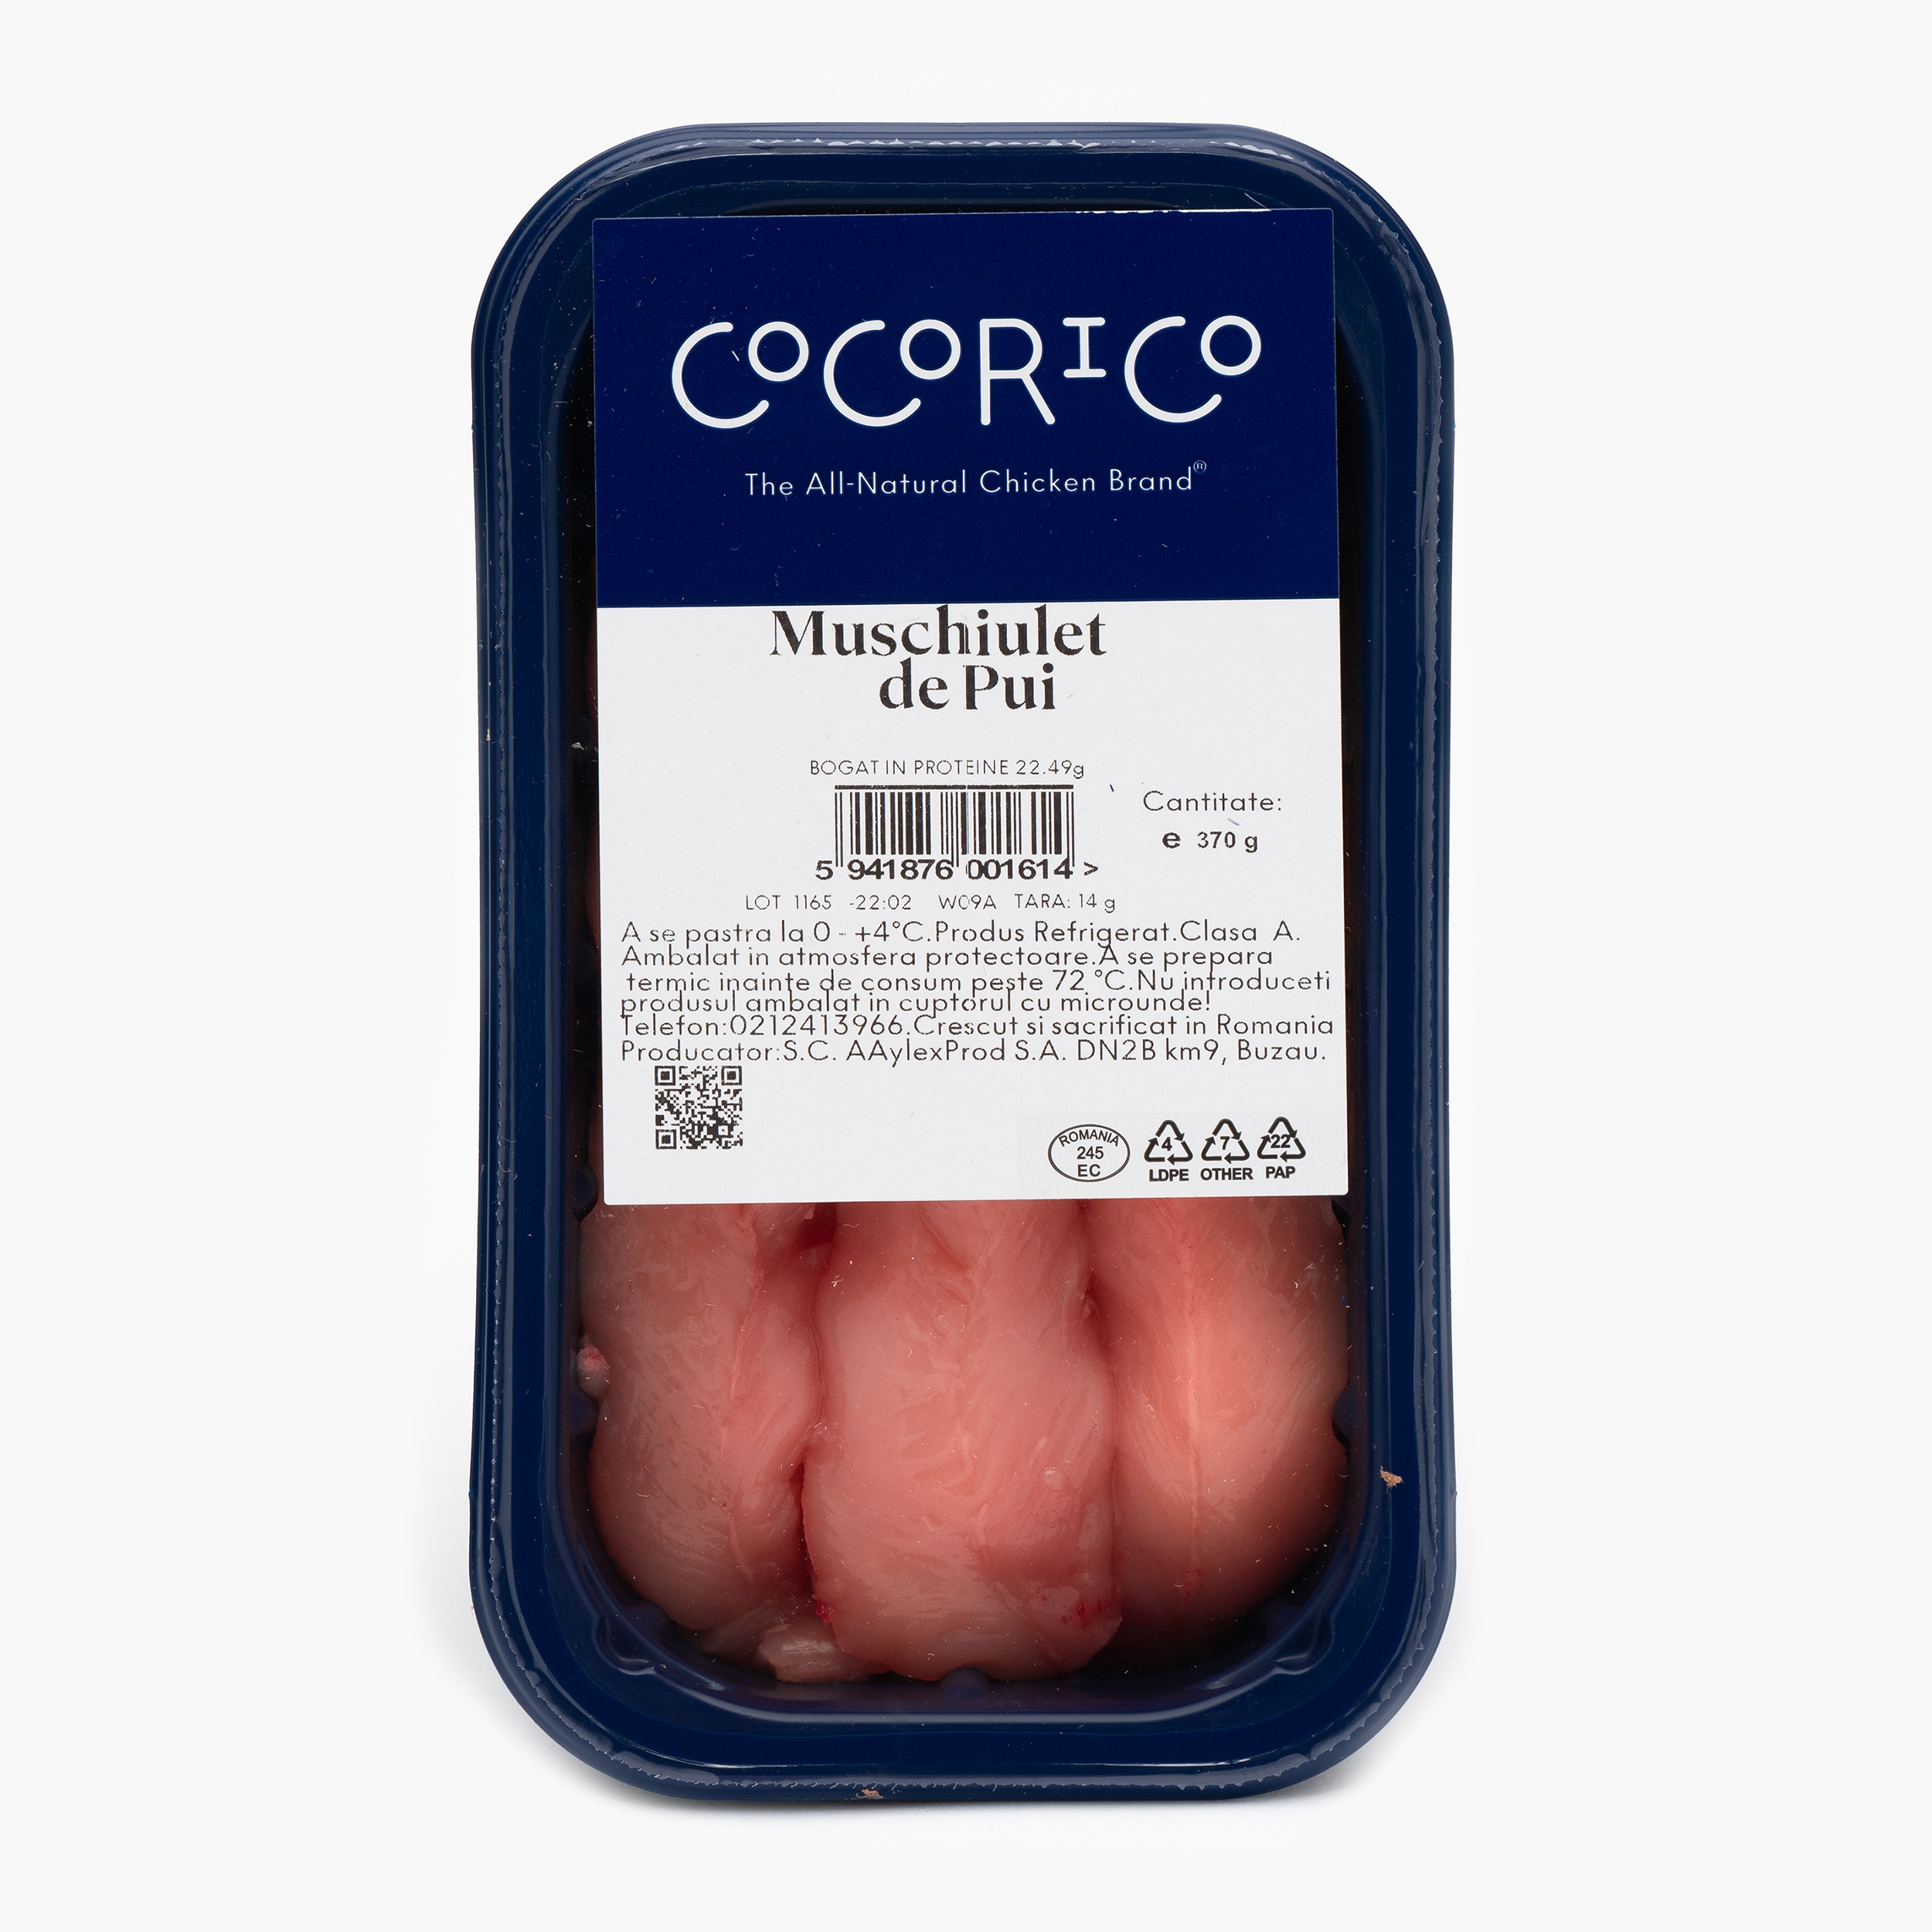 COCORICO
The All-Natural Chicken Brand®
Muschiulet
de Pui
BOGAT IN PROTEINE 22.49g
Cantitate:
e 370 g
5 941876 001614 >
LOT 1165 -22:02 W09A TARA: 14 g
A se pastra la 0 - +4°C.Produs Refrigerat.Clasa A.
Ambalat in atmosfera protectoare.A se prepara
termic inainte de consum peste 72 °C.Nu introduceti
produsul ambalat in cuptorul cu microunde!
Telefon:0212413966.Crescut si sacrificat in Romania
Producator:S.C. AAylexProd S.A. DN2B km9, Buzau.
ROMANIA
245
EC
4
LDPE
7
OTHER
22
PAP